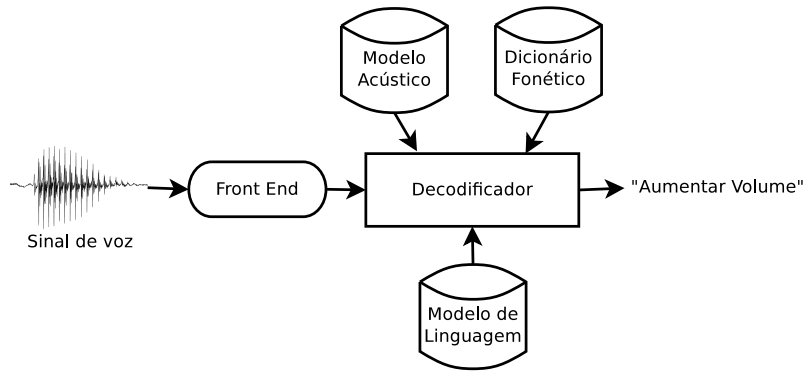 Modelo
Acústico
Dicionário
Fonético
Sinal de voz
Front End
Decodificador
"Aumentar Volume"
Modelo de
Linguagem